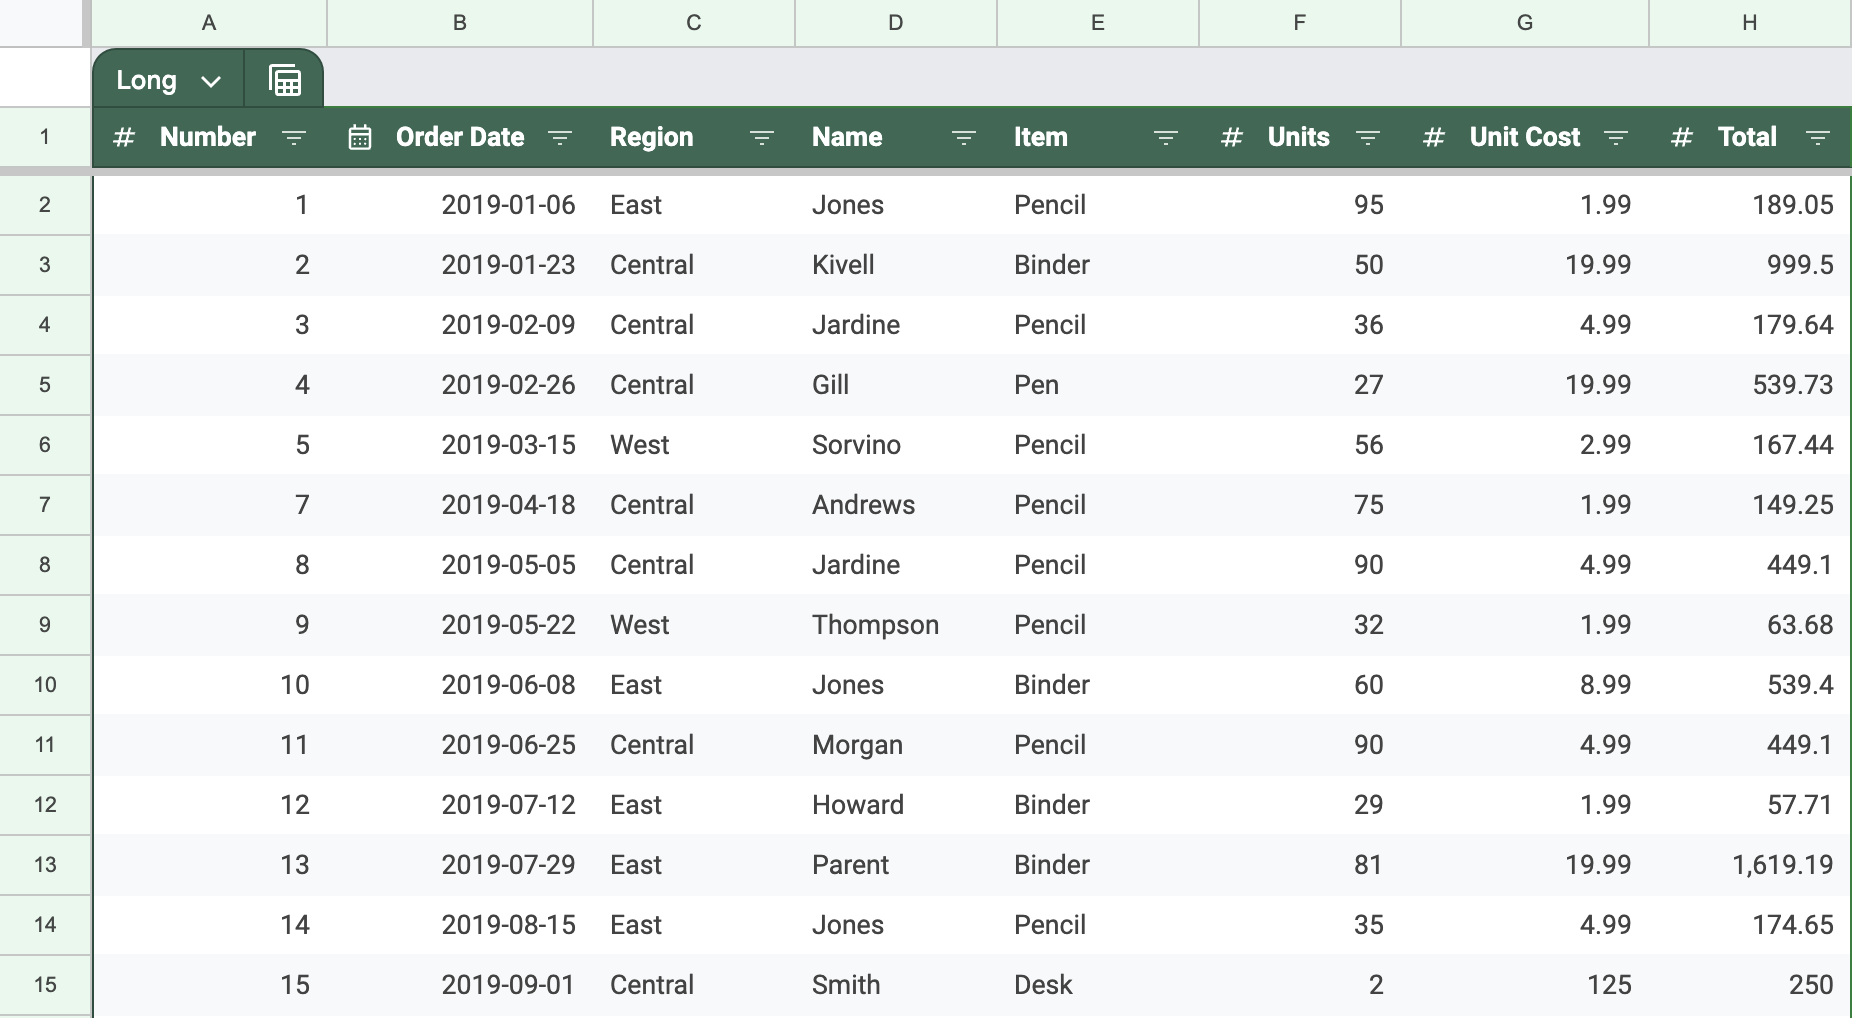 A B C D E F G H
Long
1 # Number Order Date Region Name Item # Units # Unit Cost # Total
2 1 2019-01-06 East Jones Pencil 95 1.99 189.05
3 2 2019-01-23 Central Kivell Binder 50 19.99 999.5
4 3 2019-02-09 Central Jardine Pencil 36 4.99 179.64
5 4 2019-02-26 Central Gill Pen 27 19.99 539.73
6 5 2019-03-15 West Sorvino Pencil 56 2.99 167.44
7 7 2019-04-18 Central Andrews Pencil 75 1.99 149.25
8 8 2019-05-05 Central Jardine Pencil 90 4.99 449.1
9 9 2019-05-22 West Thompson Pencil 32 1.99 63.68
10 10 2019-06-08 East Jones Binder 60 8.99 539.4
11 11 2019-06-25 Central Morgan Pencil 90 4.99 449.1
12 12 2019-07-12 East Howard Binder 29 1.99 57.71
13 13 2019-07-29 East Parent Binder 81 19.99 1,619.19
14 14 2019-08-15 East Jones Pencil 35 4.99 174.65
15 15 2019-09-01 Central Smith Desk 2 125 250